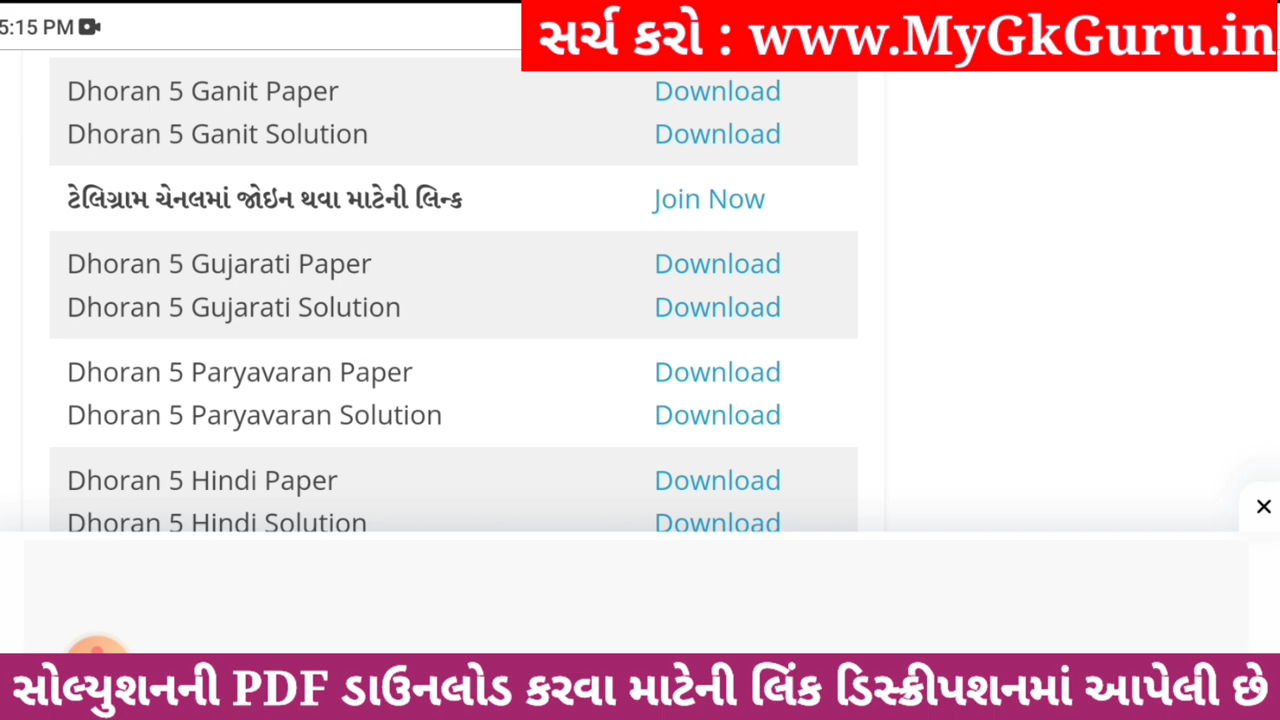 5:15 PM
સર્ચ કરો : www.MyGkGuru.in
Dhoran 5 Ganit Paper Download
Dhoran 5 Ganit Solution Download
ટેલિગ્રામ ચેનલમાં જોઇન થવા માટેની લિન્ક Join Now
Dhoran 5 Gujarati Paper Download
Dhoran 5 Gujarati Solution Download
Dhoran 5 Paryavaran Paper Download
Dhoran 5 Paryavaran Solution Download
Dhoran 5 Hindi Paper Download
Dhoran 5 Hindi Solution Download
સોલ્યુશનની PDF ડાઉનલોડ કરવા માટેની લિંક ડિસ્ક્રીપશનમાં આપેલી છે